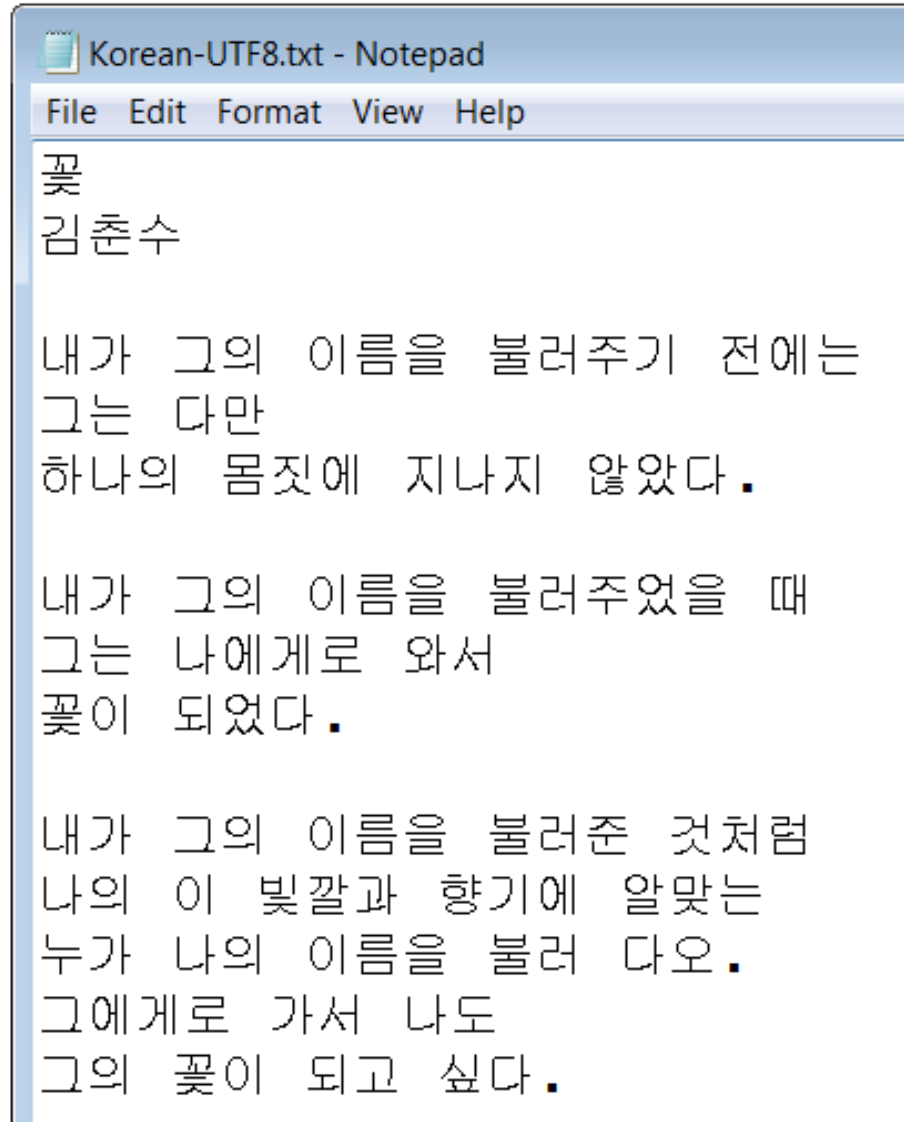 Korean-UTF8.txt - Notepad
File Edit Format View Help
꽃
김춘수

내가 그의 이름을 불러주기 전에는
그는 다만
하나의 몸짓에 지나지 않았다.

내가 그의 이름을 불러주었을 때
그는 나에게로 와서
꽃이 되었다.

내가 그의 이름을 불러준 것처럼
나의 이 빛깔과 향기에 알맞는
누가 나의 이름을 불러 다오.
그에게로 가서 나도
그의 꽃이 되고 싶다.